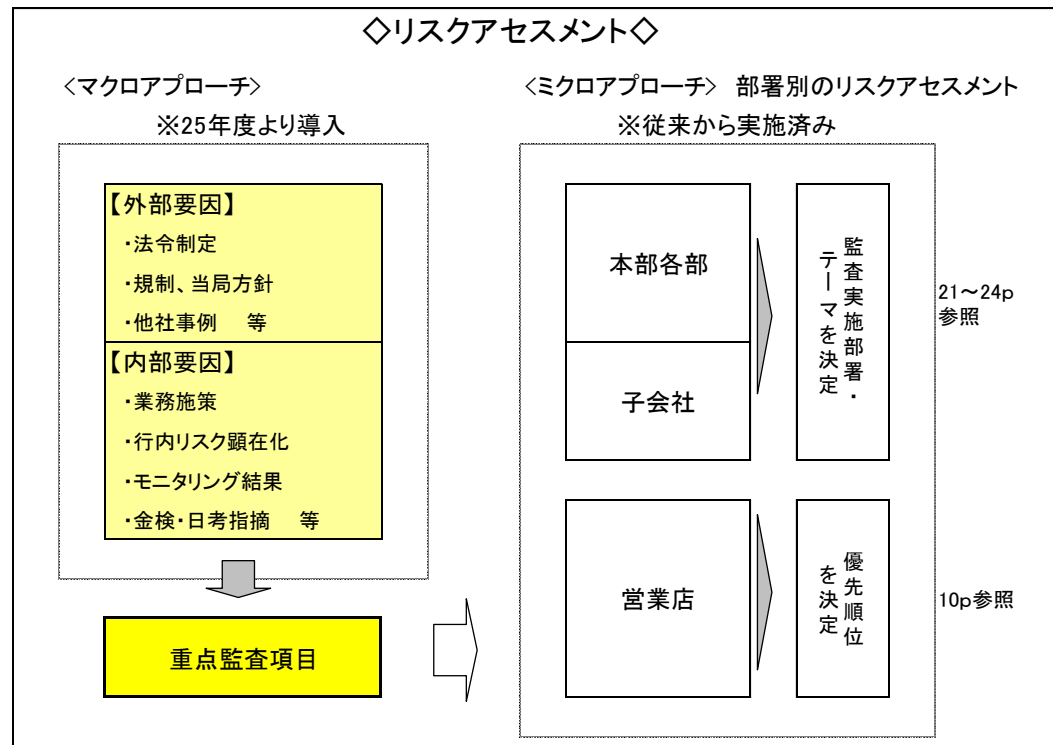 ◇リスクアセスメント◇
<マクロアプローチ>
※25年度より導入
【外部要因】
・法令制定
・規制、当局方針
・他社事例　等
【内部要因】
・業務施策
・行内リスク顕在化
・モニタリング結果
・金検・日考指摘　等
重点監査項目
<ミクロアプローチ>　部署別のリスクアセスメント
※従来から実施済み
本部各部
子会社
監査実施部署・
テーマを決定
21～24p
参照
営業店
優先順位
を決定
10p参照